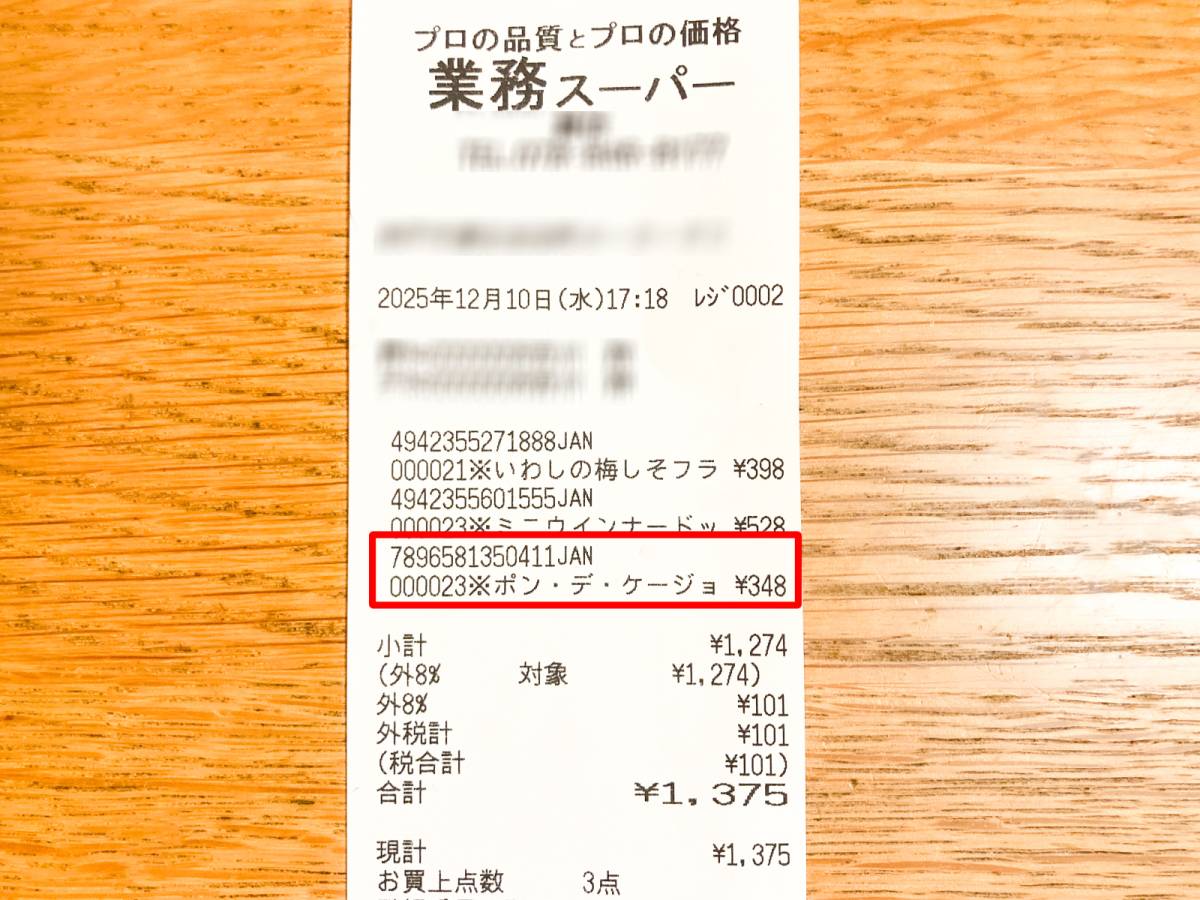 プロの品質とプロの価格
業務スーパー
2025年12月10日(水)17:18 ﾚｼﾞ0002
4942355271888JAN
000021※いわしの梅しそフラ ¥398
4942355601555JAN
000023※ミニウインナードッ ¥528
7896581350411JAN
000023※ポン・デ・ケージョ ¥348
小計 ¥1,274
(外8% 対象 ¥1,274)
外8% ¥101
外税計 ¥101
(税合計 ¥101)
合計 ¥1,375
現計 ¥1,375
お買上点数 3点